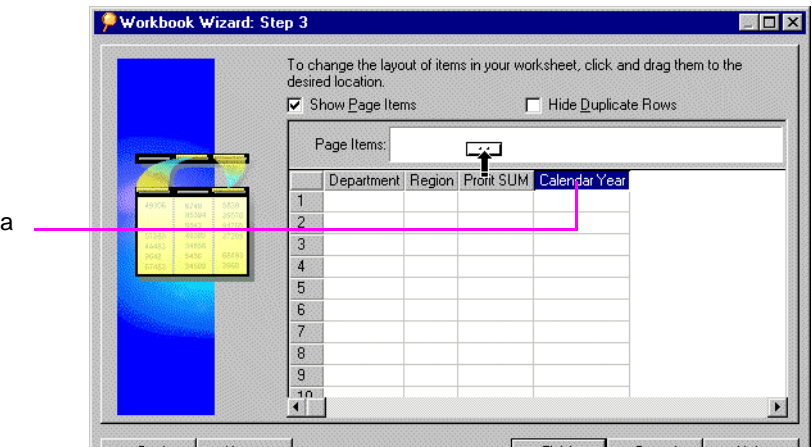 Workbook Wizard: Step 3
To change the layout of items in your worksheet, click and drag them to the
desired location.
Show Page Items
Hide Duplicate Rows
Page Items:
Department Region Profit SUM Calendar Year
1
a
2
3
4
5
6
7
8
9
10